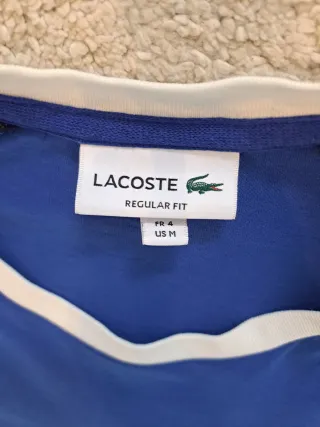 LACOSTE
REGULAR FIT
FR 4
US M